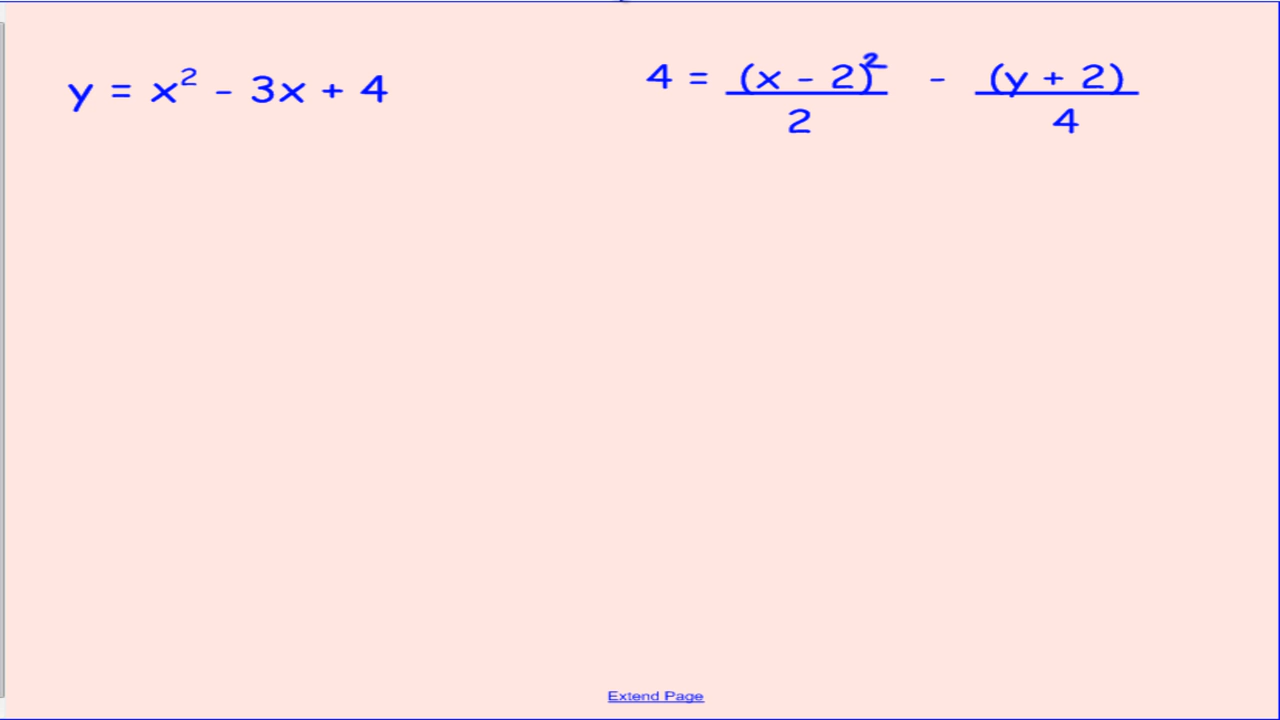 y = x² - 3x + 4
4 = (x - 2)² / 2 - (y + 2) / 4
Extend Page